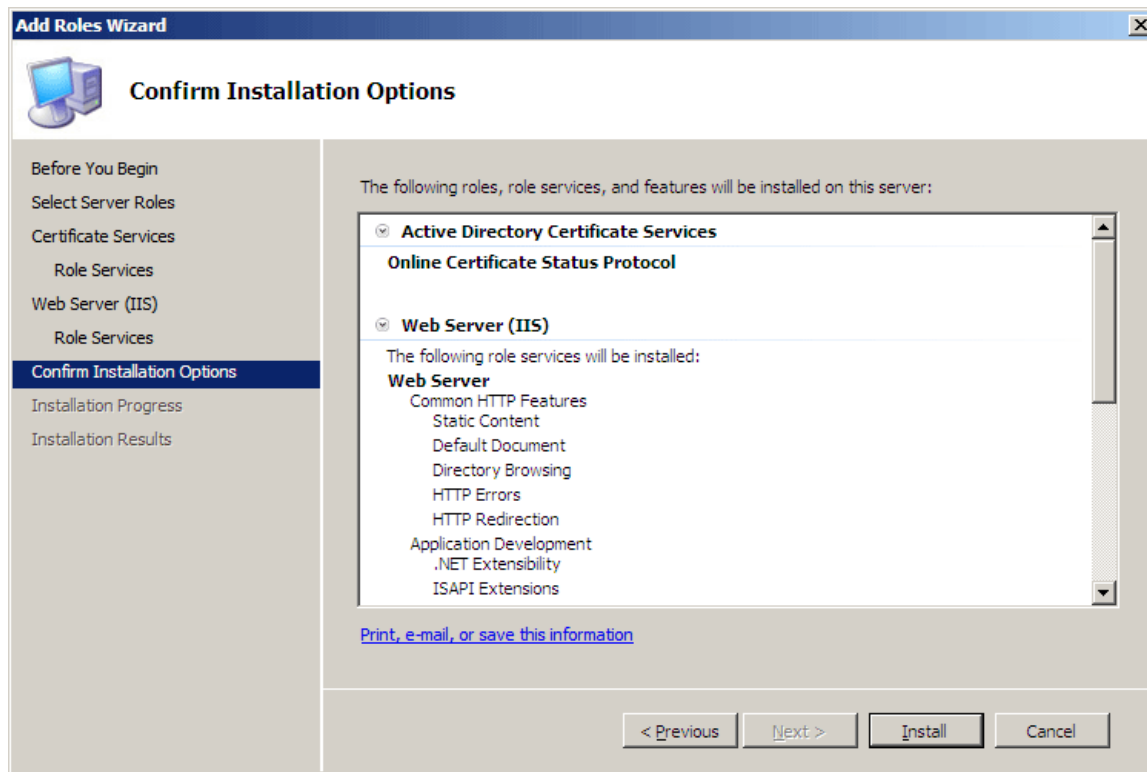 Add Roles Wizard
Confirm Installation Options
Before You Begin
Select Server Roles
Certificate Services
Role Services
Web Server (IIS)
Role Services
Confirm Installation Options
Installation Progress
Installation Results
The following roles, role services, and features will be installed on this server:
Active Directory Certificate Services
Online Certificate Status Protocol
Web Server (IIS)
The following role services will be installed:
Web Server
Common HTTP Features
Static Content
Default Document
Directory Browsing
HTTP Errors
HTTP Redirection
Application Development
.NET Extensibility
ISAPI Extensions
Print, e-mail, or save this information
< Previous
Next >
Install
Cancel